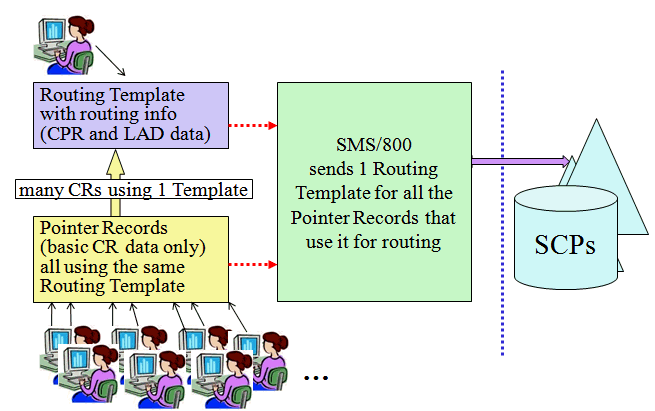 Routing Template
with routing info
(CPR and LAD data)
many CRs using 1 Template
Pointer Records
(basic CR data only)
all using the same
Routing Template
SMS/800
sends 1 Routing
Template for all the
Pointer Records that
use it for routing
SCPs
...